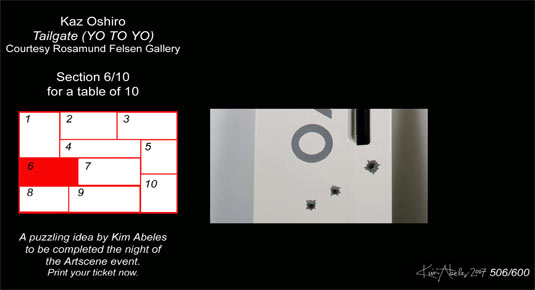 Kaz Oshiro
Tailgate (YO TO YO)
Courtesy Rosamund Felsen Gallery
Section 6/10
for a table of 10
1
2
3
4
5
6
7
8
9
10
YO
A puzzling idea by Kim Abeles
to be completed the night of
the Artscene event.
Print your ticket now.
Kim Abeles 2007 506/600